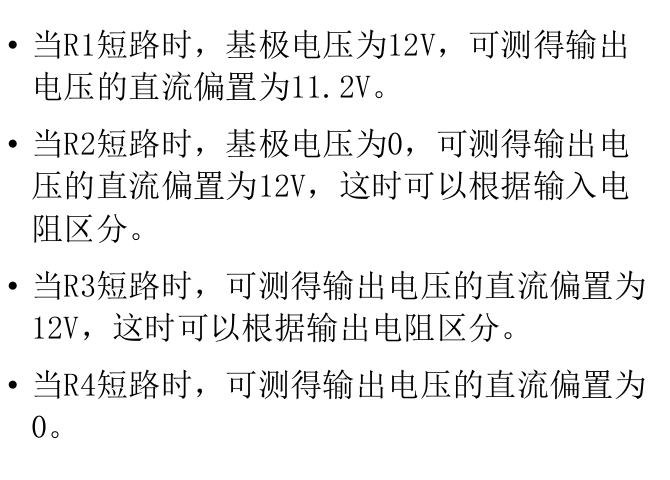 • 当R1短路时，基极电压为12V，可测得输出
电压的直流偏置为11.2V。
• 当R2短路时，基极电压为0，可测得输出电
压的直流偏置为12V，这时可以根据输入电
阻区分。
• 当R3短路时，可测得输出电压的直流偏置为
12V，这时可以根据输出电阻区分。
• 当R4短路时，可测得输出电压的直流偏置为
0。